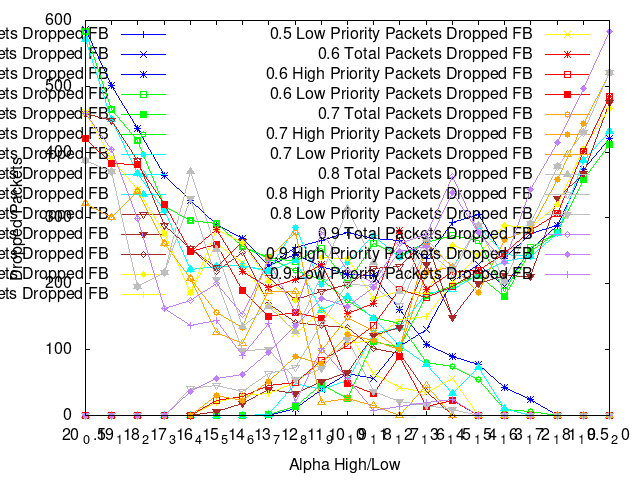 600
500
400
300
200
100
0
Dropped Packets
ets Dropped FB
ets Dropped FB
ets Dropped FB
ets Dropped FB
ets Dropped FB
ets Dropped FB
ets Dropped FB
ets Dropped FB
ets Dropped FB
ets Dropped FB
ets Dropped FB
ets Dropped FB
ets Dropped FB
ets Dropped FB
0.5 Low Priority Packets Dropped FB
0.6 Total Packets Dropped FB
0.6 High Priority Packets Dropped FB
0.6 Low Priority Packets Dropped FB
0.7 Total Packets Dropped FB
0.7 High Priority Packets Dropped FB
0.7 Low Priority Packets Dropped FB
0.8 Total Packets Dropped FB
0.8 High Priority Packets Dropped FB
0.8 Low Priority Packets Dropped FB
0.9 Total Packets Dropped FB
0.9 High Priority Packets Dropped FB
0.9 Low Priority Packets Dropped FB
Alpha High/Low